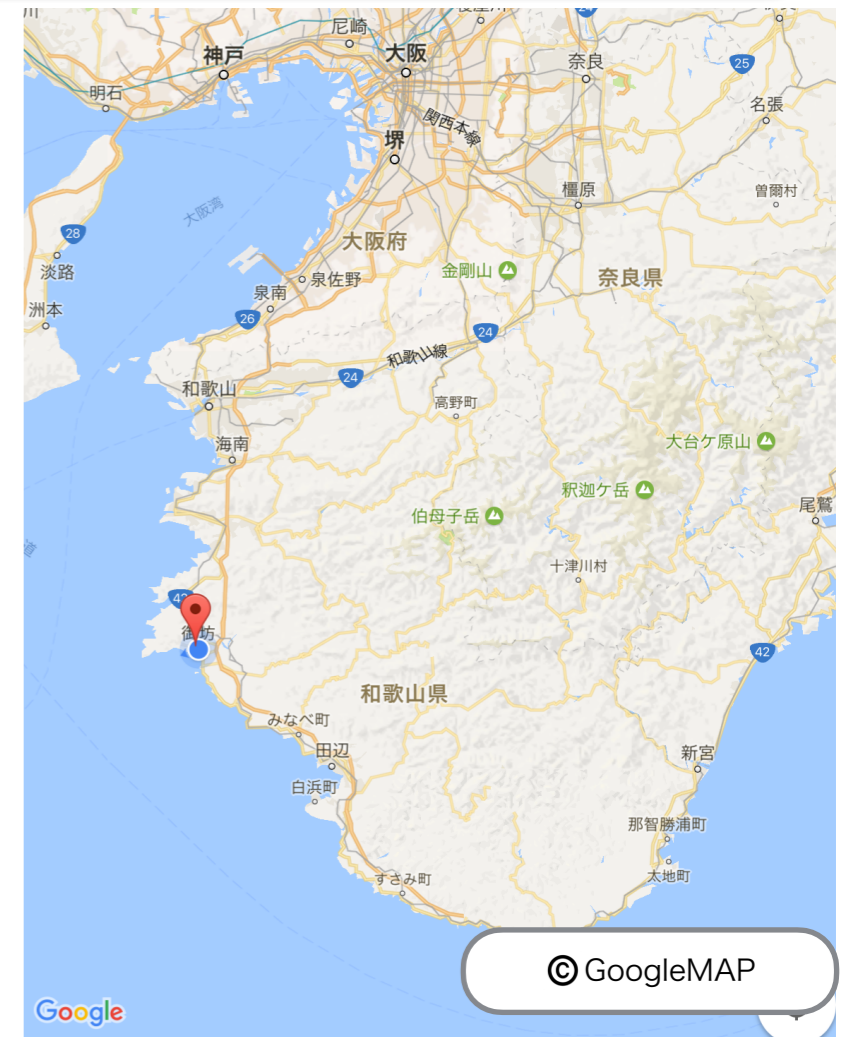 尼崎
神戸
大阪
奈良
25
明石
名張
関西本線
堺
橿原
曽爾村
大阪湾
28
大阪府
淡路
金剛山
奈良県
泉佐野
泉南
洲本
26
24
和歌山線
24
和歌山
高野町
海南
大台ケ原山
釈迦ケ岳
尾鷲
伯母子岳
道
十津川村
42
御坊
42
和歌山県
みなべ町
田辺
新宮
白浜町
那智勝浦町
すさみ町
太地町
© GoogleMAP
Google